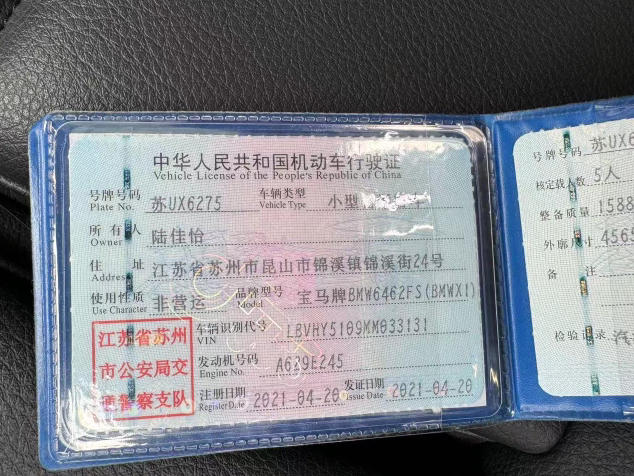 中华人民共和国机动车行驶证
Vehicle License of the People's Republic of China
号牌号码 苏UX6275 车辆类型 小型
Plate No. Vehicle Type
所有人 陆佳怡
Owner
住址 江苏省苏州市昆山市锦溪镇锦溪街24号
Address
使用性质 非营运 品牌型号 宝马牌BMW6462FS(BMWX1)
Use Character Model
江苏省苏州
市公安局交
通警察支队
车辆识别代号 LBVHY5109MM033131
VIN
发动机号码 A629E245
Engine No.
注册日期 2021-04-20 发证日期 2021-04-20
Register Date Issue Date
号牌号码 苏UX6
核定载人数 5人
整备质量 1588
外廓尺寸 4565
备注
检验记录